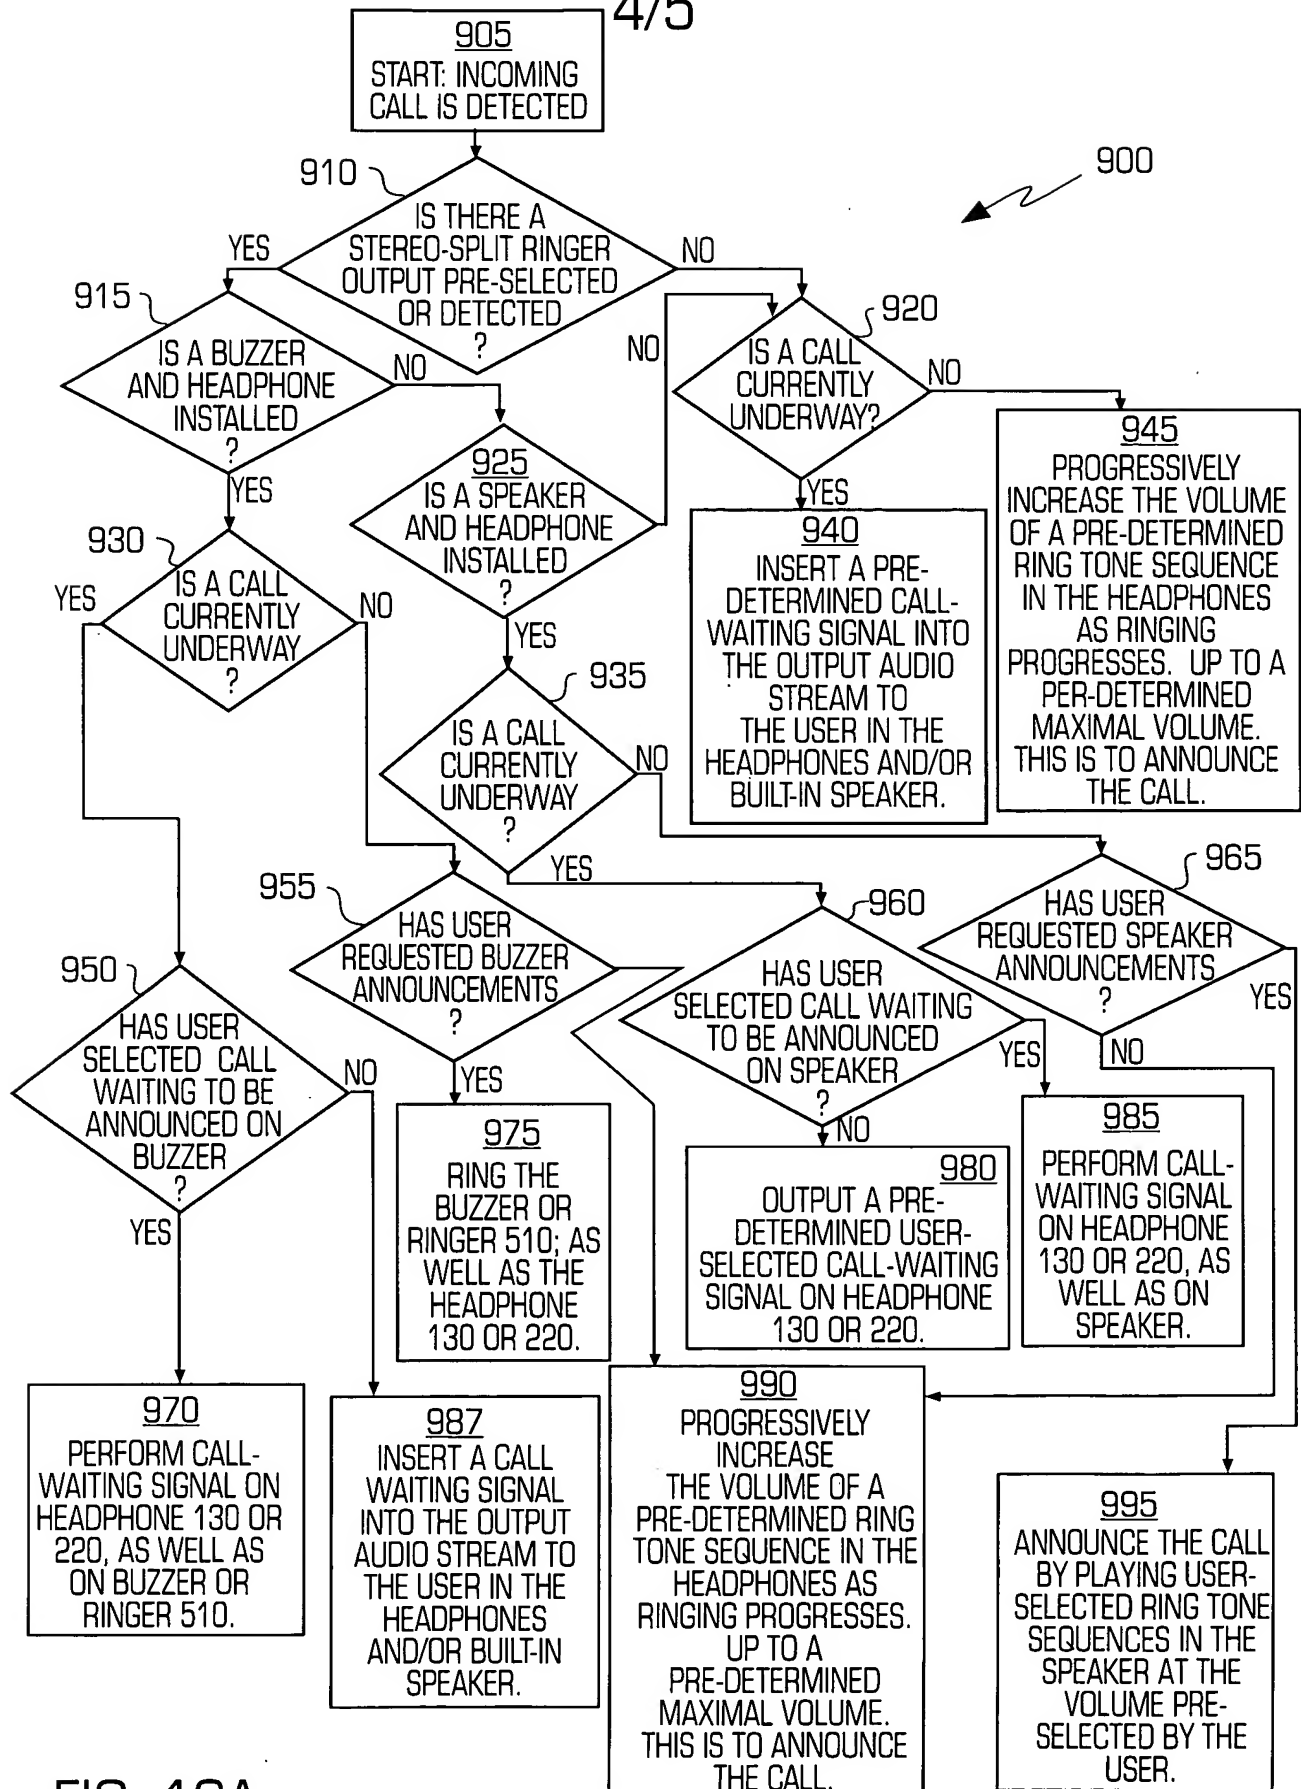 4/5
905
START: INCOMING
CALL IS DETECTED
900
910
IS THERE A
STEREO-SPLIT RINGER
OUTPUT PRE-SELECTED
OR DETECTED
?
YES
NO
915
IS A BUZZER
AND HEADPHONE
INSTALLED
?
NO
YES
920
IS A CALL
CURRENTLY
UNDERWAY?
NO
YES
925
IS A SPEAKER
AND HEADPHONE
INSTALLED
?
NO
YES
930
IS A CALL
CURRENTLY
UNDERWAY
?
YES
NO
935
IS A CALL
CURRENTLY
UNDERWAY
?
NO
YES
940
INSERT A PRE-
DETERMINED CALL-
WAITING SIGNAL INTO
THE OUTPUT AUDIO
STREAM TO
THE USER IN THE
HEADPHONES AND/OR
BUILT-IN SPEAKER.
945
PROGRESSIVELY
INCREASE THE VOLUME
OF A PRE-DETERMINED
RING TONE SEQUENCE
IN THE HEADPHONES
AS RINGING
PROGRESSES. UP TO A
PER-DETERMINED
MAXIMAL VOLUME.
THIS IS TO ANNOUNCE
THE CALL.
950
HAS USER
SELECTED CALL
WAITING TO BE
ANNOUNCED ON
BUZZER
?
NO
YES
955
HAS USER
REQUESTED BUZZER
ANNOUNCEMENTS
?
YES
960
HAS USER
SELECTED CALL WAITING
TO BE ANNOUNCED
ON SPEAKER
?
YES
NO
965
HAS USER
REQUESTED SPEAKER
ANNOUNCEMENTS
?
YES
NO
975
RING THE
BUZZER OR
RINGER 510; AS
WELL AS THE
HEADPHONE
130 OR 220.
980
OUTPUT A PRE-
DETERMINED USER-
SELECTED CALL-WAITING
SIGNAL ON HEADPHONE
130 OR 220.
985
PERFORM CALL-
WAITING SIGNAL
ON HEADPHONE
130 OR 220, AS
WELL AS ON
SPEAKER.
970
PERFORM CALL-
WAITING SIGNAL ON
HEADPHONE 130 OR
220, AS WELL AS
ON BUZZER OR
RINGER 510.
987
INSERT A CALL
WAITING SIGNAL
INTO THE OUTPUT
AUDIO STREAM TO
THE USER IN THE
HEADPHONES
AND/OR BUILT-IN
SPEAKER.
990
PROGRESSIVELY
INCREASE
THE VOLUME OF A
PRE-DETERMINED RING
TONE SEQUENCE IN THE
HEADPHONES AS
RINGING PROGRESSES.
UP TO A
PRE-DETERMINED
MAXIMAL VOLUME.
THIS IS TO ANNOUNCE
THE CALL.
995
ANNOUNCE THE CALL
BY PLAYING USER-
SELECTED RING TONE
SEQUENCES IN THE
SPEAKER AT THE
VOLUME PRE-
SELECTED BY THE
USER.